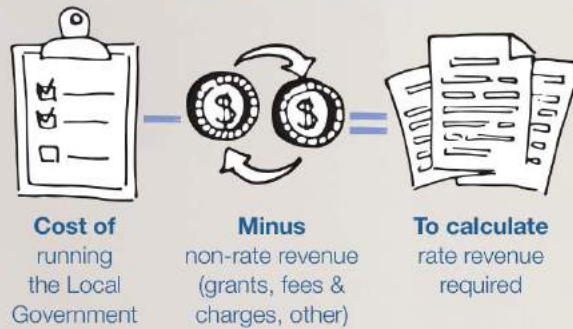 $
$
Cost of
running
the Local
Government
Minus
non-rate revenue
(grants, fees &
charges, other)
To calculate
rate revenue
required